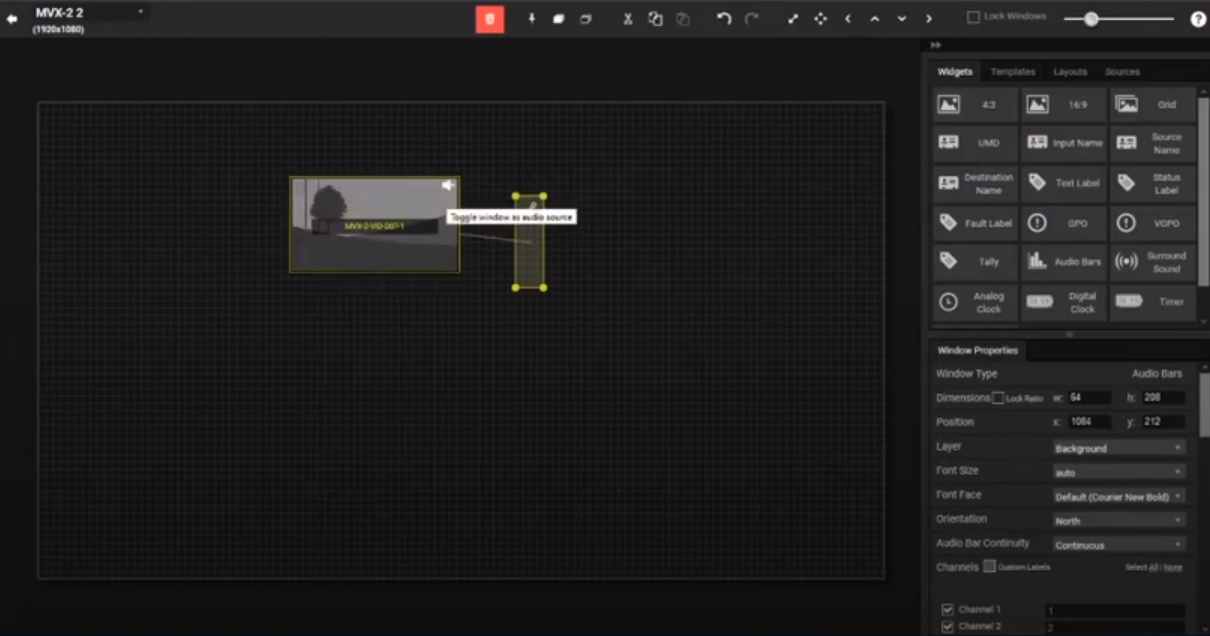 MVX-2 2
(1920x1080)
Lock Windows
?
Widgets Templates Layouts Sources
4:3 16:9 Grid
UMD Input Name Source Name
Destination Name Text Label Status Label
Fault Label GPO VGPO
Tally Audio Bars Surround Sound
Analog Clock Digital Clock Timer
MVX-2-VID-OUT-1
Toggle window as audio source
Window Properties
Window Type Audio Bars
Dimensions Lock Ratio w: 64 h: 208
Position x: 1084 y: 212
Layer Background
Font Size auto
Font Face Default (Courier New Bold)
Orientation North
Audio Bar Continuity Continuous
Channels Custom Labels Select All | None
Channel 1 1
Channel 2 2